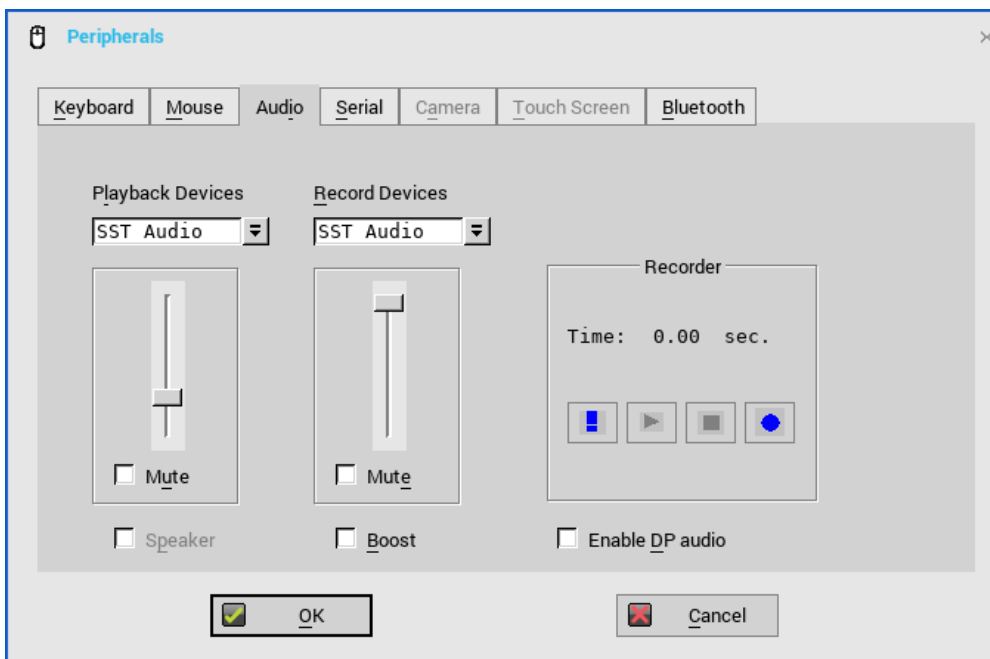 Peripherals
Keyboard Mouse Audio Serial Camera Touch Screen Bluetooth
Playback Devices Record Devices
SST Audio SST Audio
Recorder
Time: 0.00 sec.
Mute Mute
Speaker Boost Enable DP audio
OK Cancel